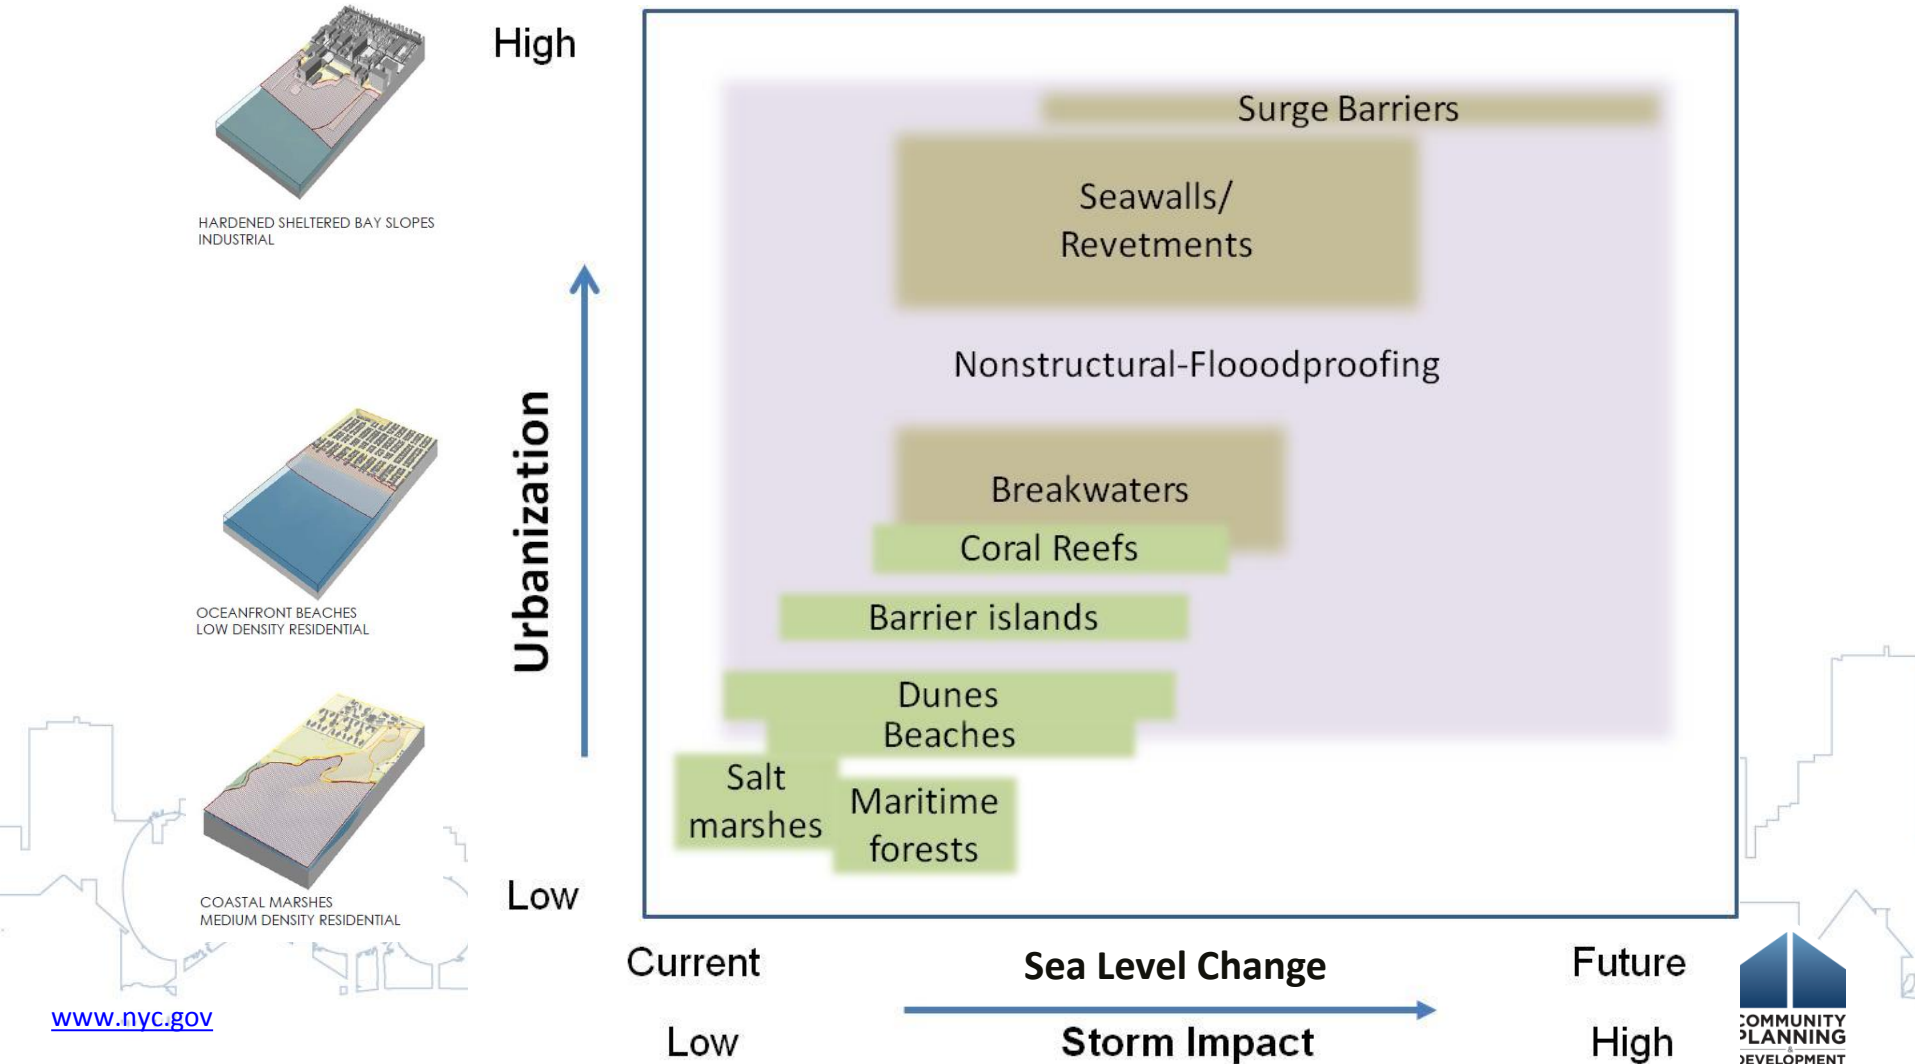 High
HARDENED SHELTERED BAY SLOPES
INDUSTRIAL
Urbanization
OCEANFRONT BEACHES
LOW DENSITY RESIDENTIAL
COASTAL MARSHES
MEDIUM DENSITY RESIDENTIAL
Low
Surge Barriers
Seawalls/
Revetments
Nonstructural-Flooodproofing
Breakwaters
Coral Reefs
Barrier islands
Dunes
Beaches
Salt
marshes
Maritime
forests
Current
Sea Level Change
Future
Low
Storm Impact
High
www.nyc.gov
COMMUNITY
PLANNING
&
DEVELOPMENT